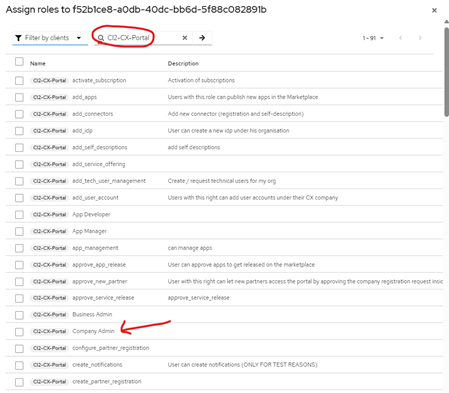 Assign roles to f52b1ce8-a0db-40dc-bb6d-5f88c082891b
Filter by clients Cl2-CX-Portal 1 - 91
Name Description
Cl2-CX-Portal activate_subscription Activation of subscriptions
Cl2-CX-Portal add_apps Users with this role can publish new apps in the Marketplace
Cl2-CX-Portal add_connectors Add new connector (registration and self-description)
Cl2-CX-Portal add_idp User can create a new idp under his organisation
Cl2-CX-Portal add_self_descriptions add self descriptions
Cl2-CX-Portal add_service_offering
Cl2-CX-Portal add_tech_user_management Create / request technical users for my org
Cl2-CX-Portal add_user_account Users with this right can add user accounts under their CX company
Cl2-CX-Portal App Developer
Cl2-CX-Portal App Manager
Cl2-CX-Portal app_management can manage apps
Cl2-CX-Portal approve_app_release User can approve apps to get released on the marketplace
Cl2-CX-Portal approve_new_partner User with this right can let new partners access the portal by approving the company registration request insid
Cl2-CX-Portal approve_service_release approve_service_release
Cl2-CX-Portal Business Admin
Cl2-CX-Portal Company Admin
Cl2-CX-Portal configure_partner_registration
Cl2-CX-Portal create_notifications User can create notifications (ONLY FOR TEST REASONS)
Cl2-CX-Portal create_partner_registration